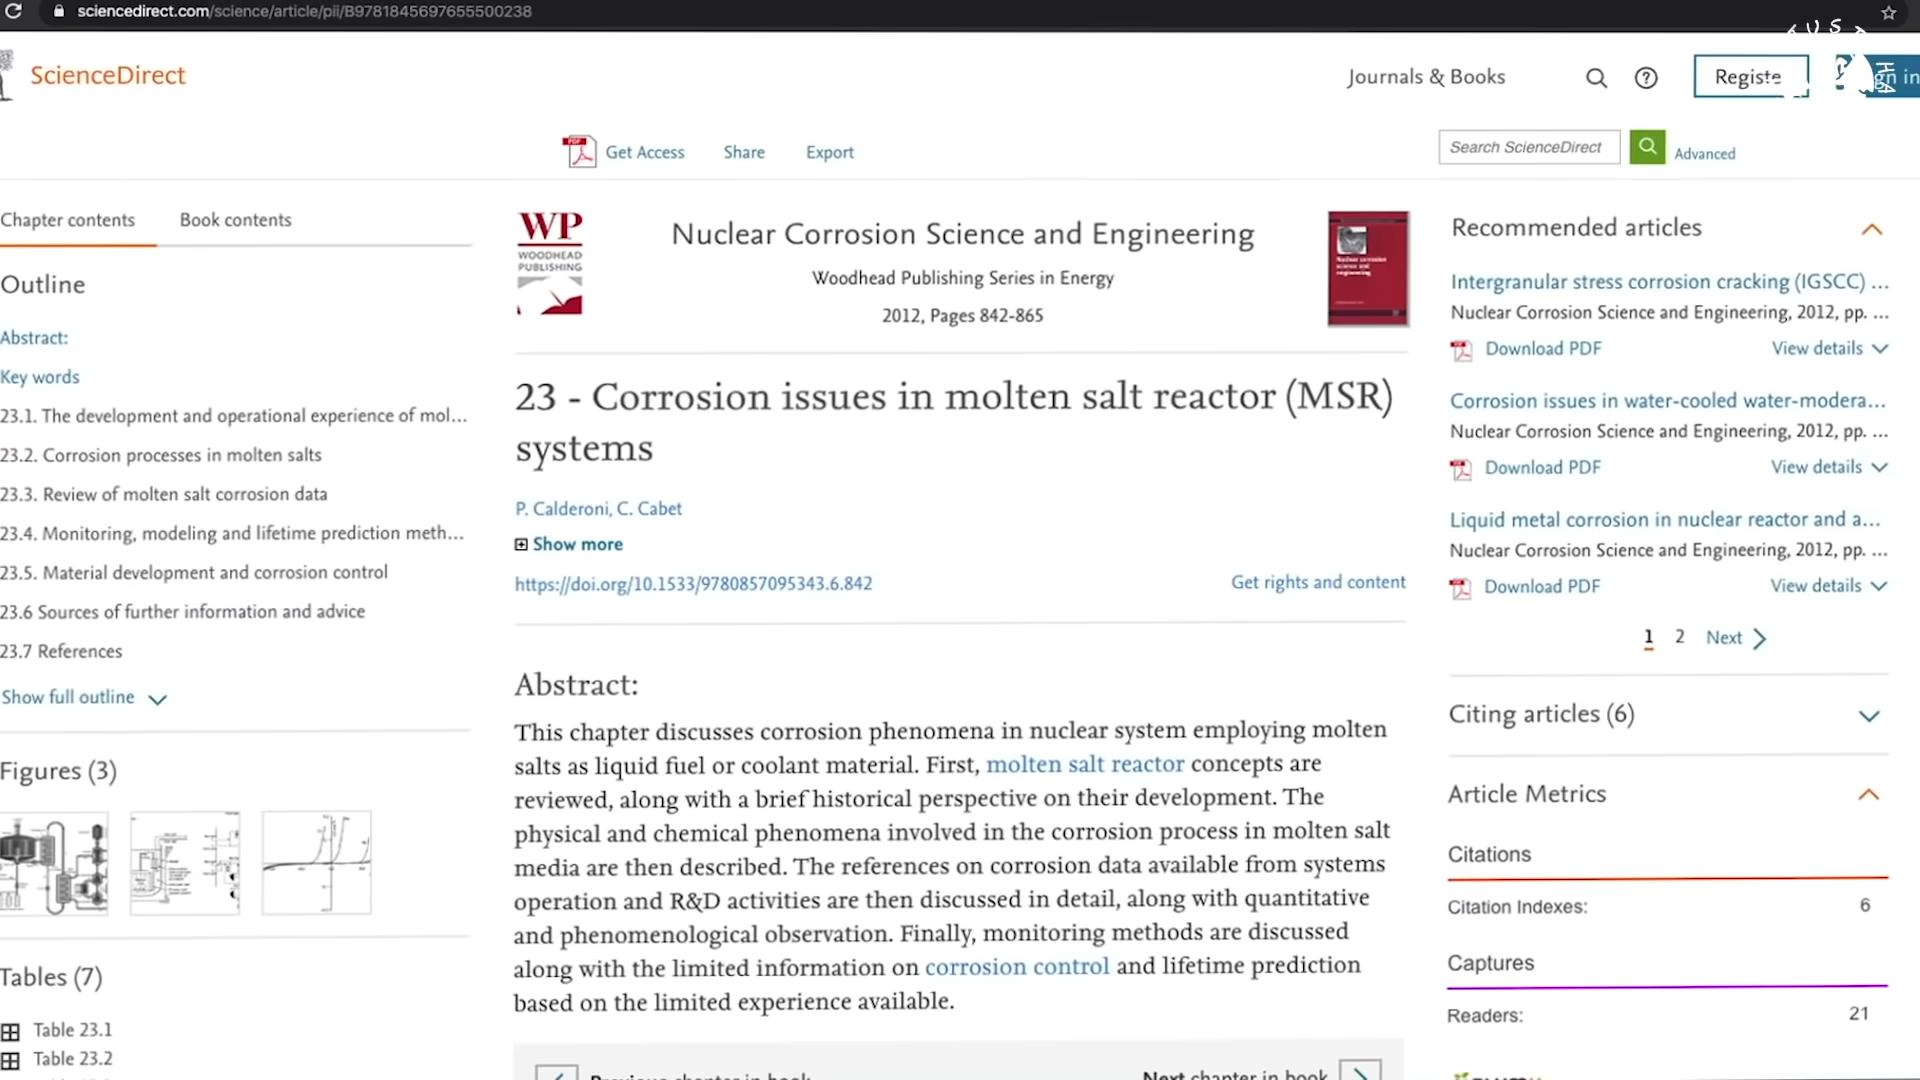 sciencedirect.com/science/article/pii/B9781845697655500238
ScienceDirect
Journals & Books
Register
Get Access
Share
Export
Search ScienceDirect
Advanced
Chapter contents
Book contents
Outline
Abstract:
Key words
23.1. The development and operational experience of mol...
23.2. Corrosion processes in molten salts
23.3. Review of molten salt corrosion data
23.4. Monitoring, modeling and lifetime prediction meth...
23.5. Material development and corrosion control
23.6 Sources of further information and advice
23.7 References
Show full outline
Figures (3)
Tables (7)
Table 23.1
Table 23.2
WP
WOODHEAD
PUBLISHING
Nuclear Corrosion Science and Engineering
Woodhead Publishing Series in Energy
2012, Pages 842-865
Nuclear corrosion
science and
engineering
23 - Corrosion issues in molten salt reactor (MSR)
systems
P. Calderoni, C. Cabet
Show more
https://doi.org/10.1533/9780857095343.6.842
Get rights and content
Abstract:
This chapter discusses corrosion phenomena in nuclear system employing molten
salts as liquid fuel or coolant material. First, molten salt reactor concepts are
reviewed, along with a brief historical perspective on their development. The
physical and chemical phenomena involved in the corrosion process in molten salt
media are then described. The references on corrosion data available from systems
operation and R&D activities are then discussed in detail, along with quantitative
and phenomenological observation. Finally, monitoring methods are discussed
along with the limited information on corrosion control and lifetime prediction
based on the limited experience available.
Previous chapter in book
Next chapter in book
Recommended articles
Intergranular stress corrosion cracking (IGSCC) ...
Nuclear Corrosion Science and Engineering, 2012, pp. ...
PDF Download PDF
View details
Corrosion issues in water-cooled water-modera...
Nuclear Corrosion Science and Engineering, 2012, pp. ...
Download PDF
View details
Liquid metal corrosion in nuclear reactor and a...
Nuclear Corrosion Science and Engineering, 2012, pp. ...
Download PDF
View details
1 2 Next
Citing articles (6)
Article Metrics
Citations
Citation Indexes: 6
Captures
Readers: 21